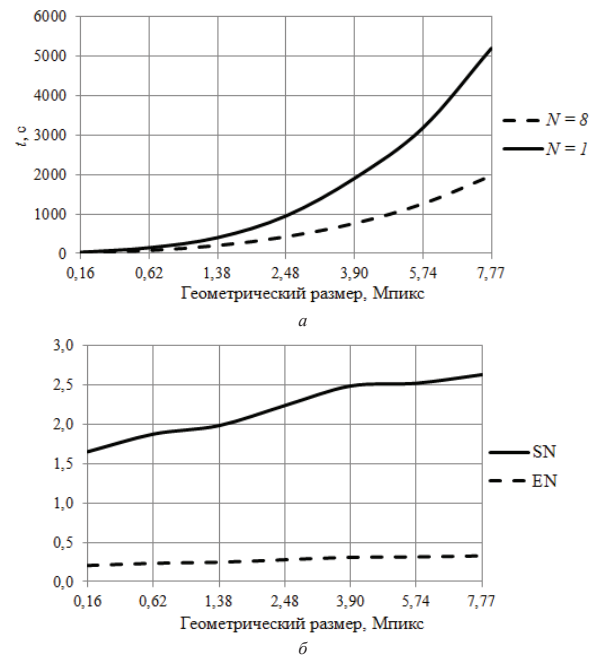 6000
5000
4000
3000
2000
1000
0
t, с
0,16 0,62 1,38 2,48 3,90 5,74 7,77
Геометрический размер, Мпикс
N = 8
N = 1
а
3,0
2,5
2,0
1,5
1,0
0,5
0,0
0,16 0,62 1,38 2,48 3,90 5,74 7,77
Геометрический размер, Мпикс
SN
EN
б